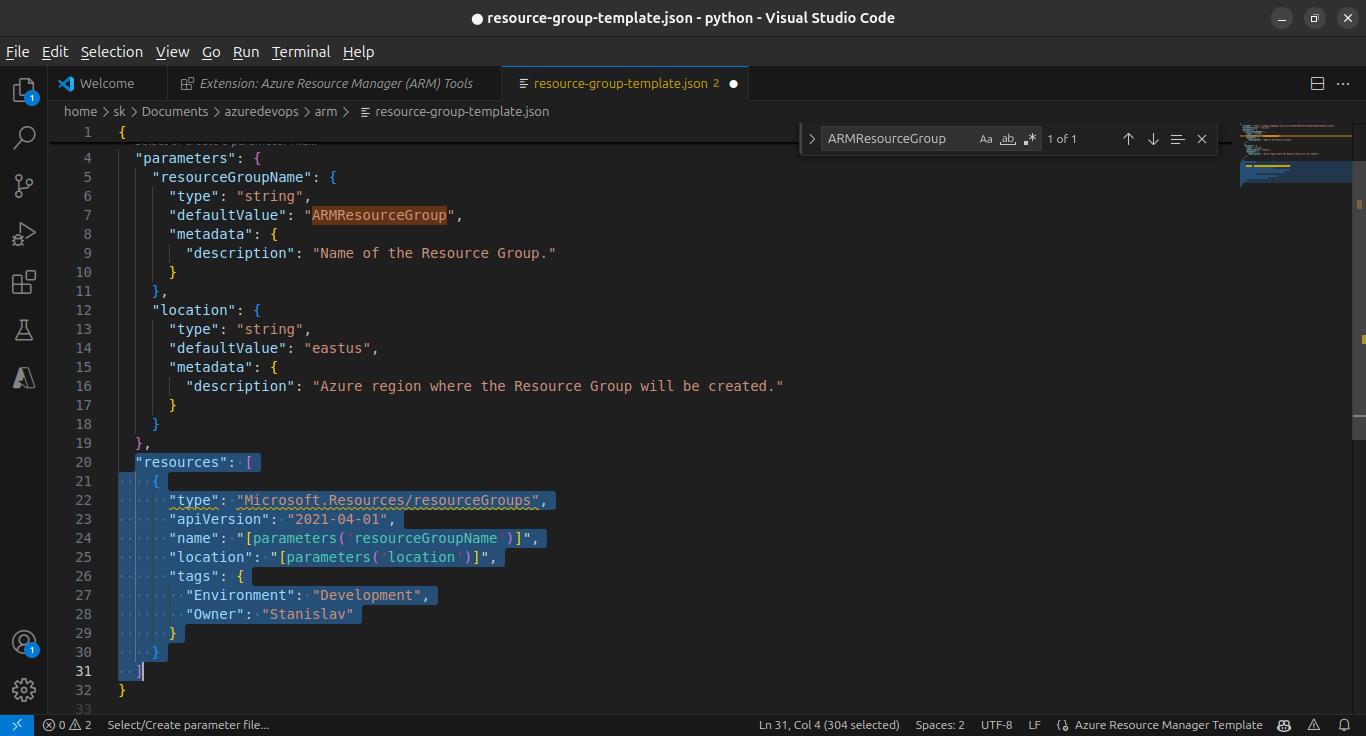 resource-group-template.json - python - Visual Studio Code
File Edit Selection View Go Run Terminal Help
Welcome Extension: Azure Resource Manager (ARM) Tools resource-group-template.json 2
home > sk > Documents > azuredevops > arm > resource-group-template.json
ARMResourceGroup Aa ab .* 1 of 1
1 {
Select or create a parameter file...
4 "parameters": {
5 "resourceGroupName": {
6 "type": "string",
7 "defaultValue": "ARMResourceGroup",
8 "metadata": {
9 "description": "Name of the Resource Group."
10 }
11 },
12 "location": {
13 "type": "string",
14 "defaultValue": "eastus",
15 "metadata": {
16 "description": "Azure region where the Resource Group will be created."
17 }
18 }
19 },
20 "resources": [
21 {
22 "type": "Microsoft.Resources/resourceGroups",
23 "apiVersion": "2021-04-01",
24 "name": "[parameters('resourceGroupName')]",
25 "location": "[parameters('location')]",
26 "tags": {
27 "Environment": "Development",
28 "Owner": "Stanislav"
29 }
30 }
31 ]
32 }
33
1
1
0 2 Select/Create parameter file... Ln 31, Col 4 (304 selected) Spaces: 2 UTF-8 LF {} Azure Resource Manager Template